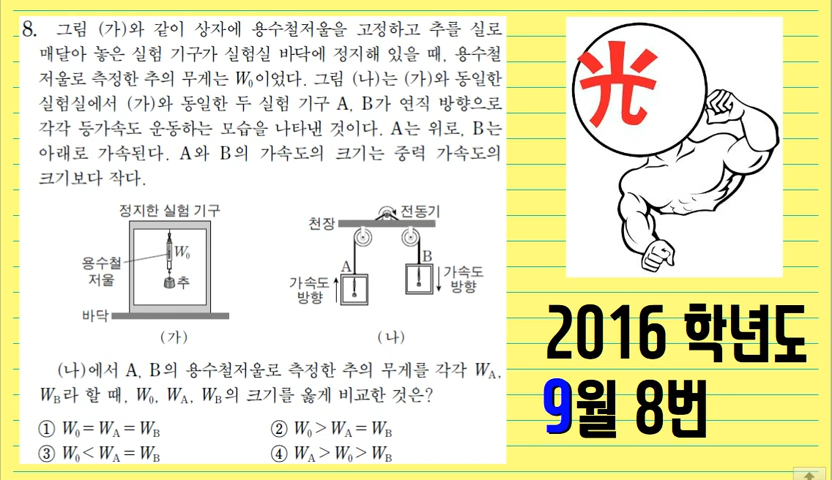 8. 그림 (가)와 같이 상자에 용수철저울을 고정하고 추를 실로
매달아 놓은 실험 기구가 실험실 바닥에 정지해 있을 때, 용수철
저울로 측정한 추의 무게는 W₀이었다. 그림 (나)는 (가)와 동일한
실험실에서 (가)와 동일한 두 실험 기구 A, B가 연직 방향으로
각각 등가속도 운동하는 모습을 나타낸 것이다. A는 위로, B는
아래로 가속된다. A와 B의 가속도의 크기는 중력 가속도의
크기보다 작다.
정지한 실험 기구
W₀
용수철
저울
추
바닥
(가)
전동기
천장
A
B
가속도
방향
가속도
방향
(나)
(나)에서 A, B의 용수철저울로 측정한 추의 무게를 각각 W_A,
W_B라 할 때, W₀, W_A, W_B의 크기를 옳게 비교한 것은?
① W₀ = W_A = W_B
② W₀ > W_A = W_B
③ W₀ < W_A = W_B
④ W_A > W₀ > W_B
光
2016 학년도
9월 8번